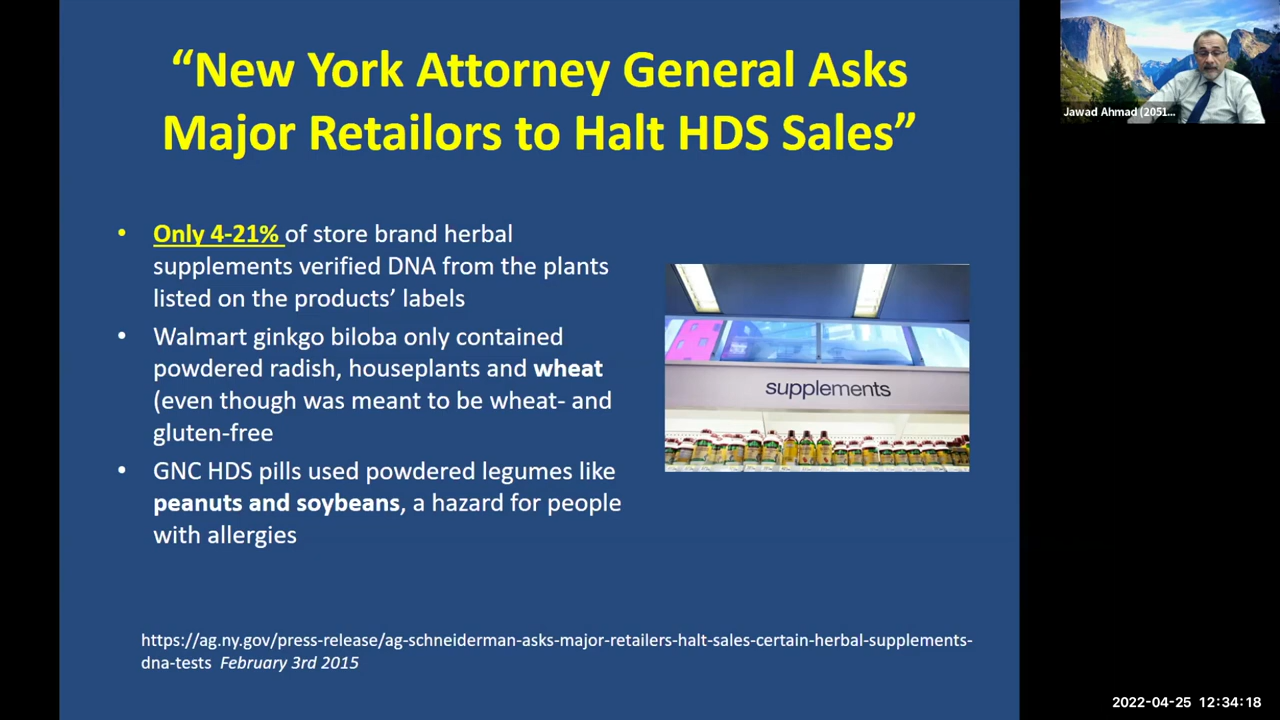 “New York Attorney General Asks
Major Retailors to Halt HDS Sales”
• Only 4-21% of store brand herbal
supplements verified DNA from the plants
listed on the products’ labels
• Walmart ginkgo biloba only contained
powdered radish, houseplants and wheat
(even though was meant to be wheat- and
gluten-free
• GNC HDS pills used powdered legumes like
peanuts and soybeans, a hazard for people
with allergies
supplements
https://ag.ny.gov/press-release/ag-schneiderman-asks-major-retailers-halt-sales-certain-herbal-supplements-
dna-tests February 3rd 2015
Jawad Ahmad (2051...
2022-04-25 12:34:18